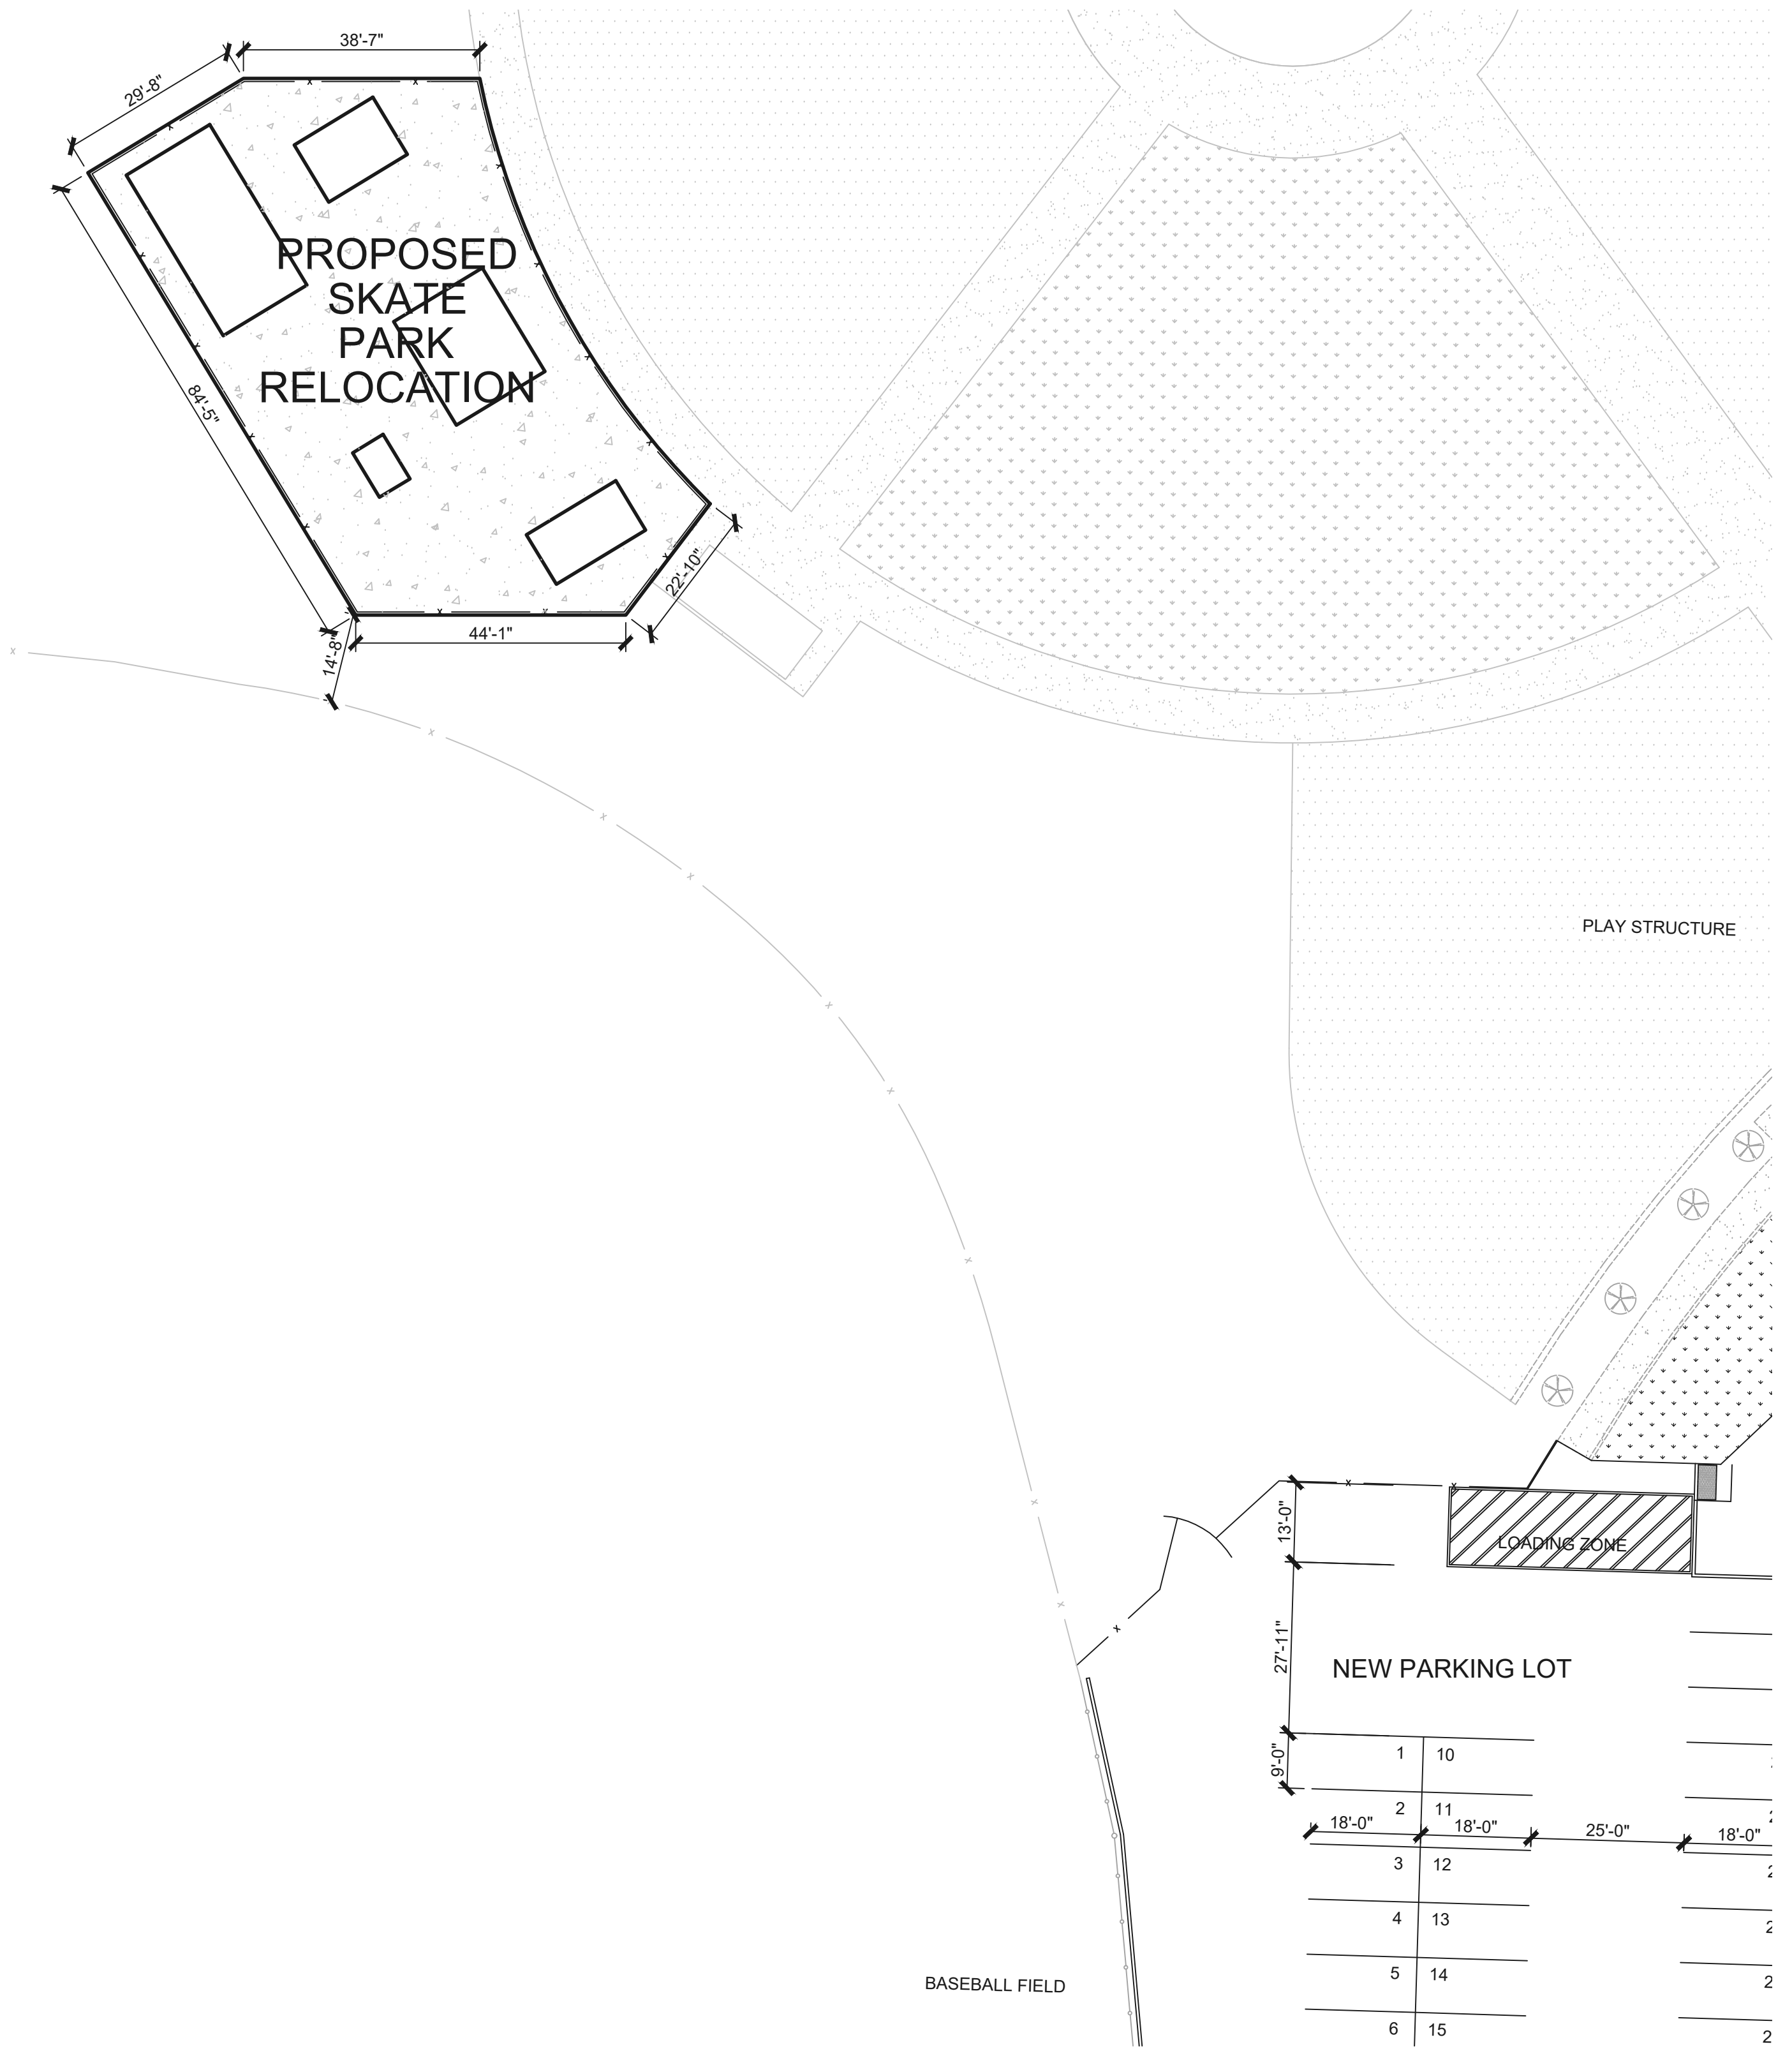 38'-7"
29'-8"
PROPOSED
SKATE
PARK
RELOCATION
84'-5"
22'-10"
44'-1"
14'-8"
x
PLAY STRUCTURE
13'-0"
LOADING ZONE
27'-11"
NEW PARKING LOT
1 10
9'-0"
2 11
18'-0" 18'-0" 25'-0" 18'-0"
3 12
4 13
BASEBALL FIELD
5 14
6 15